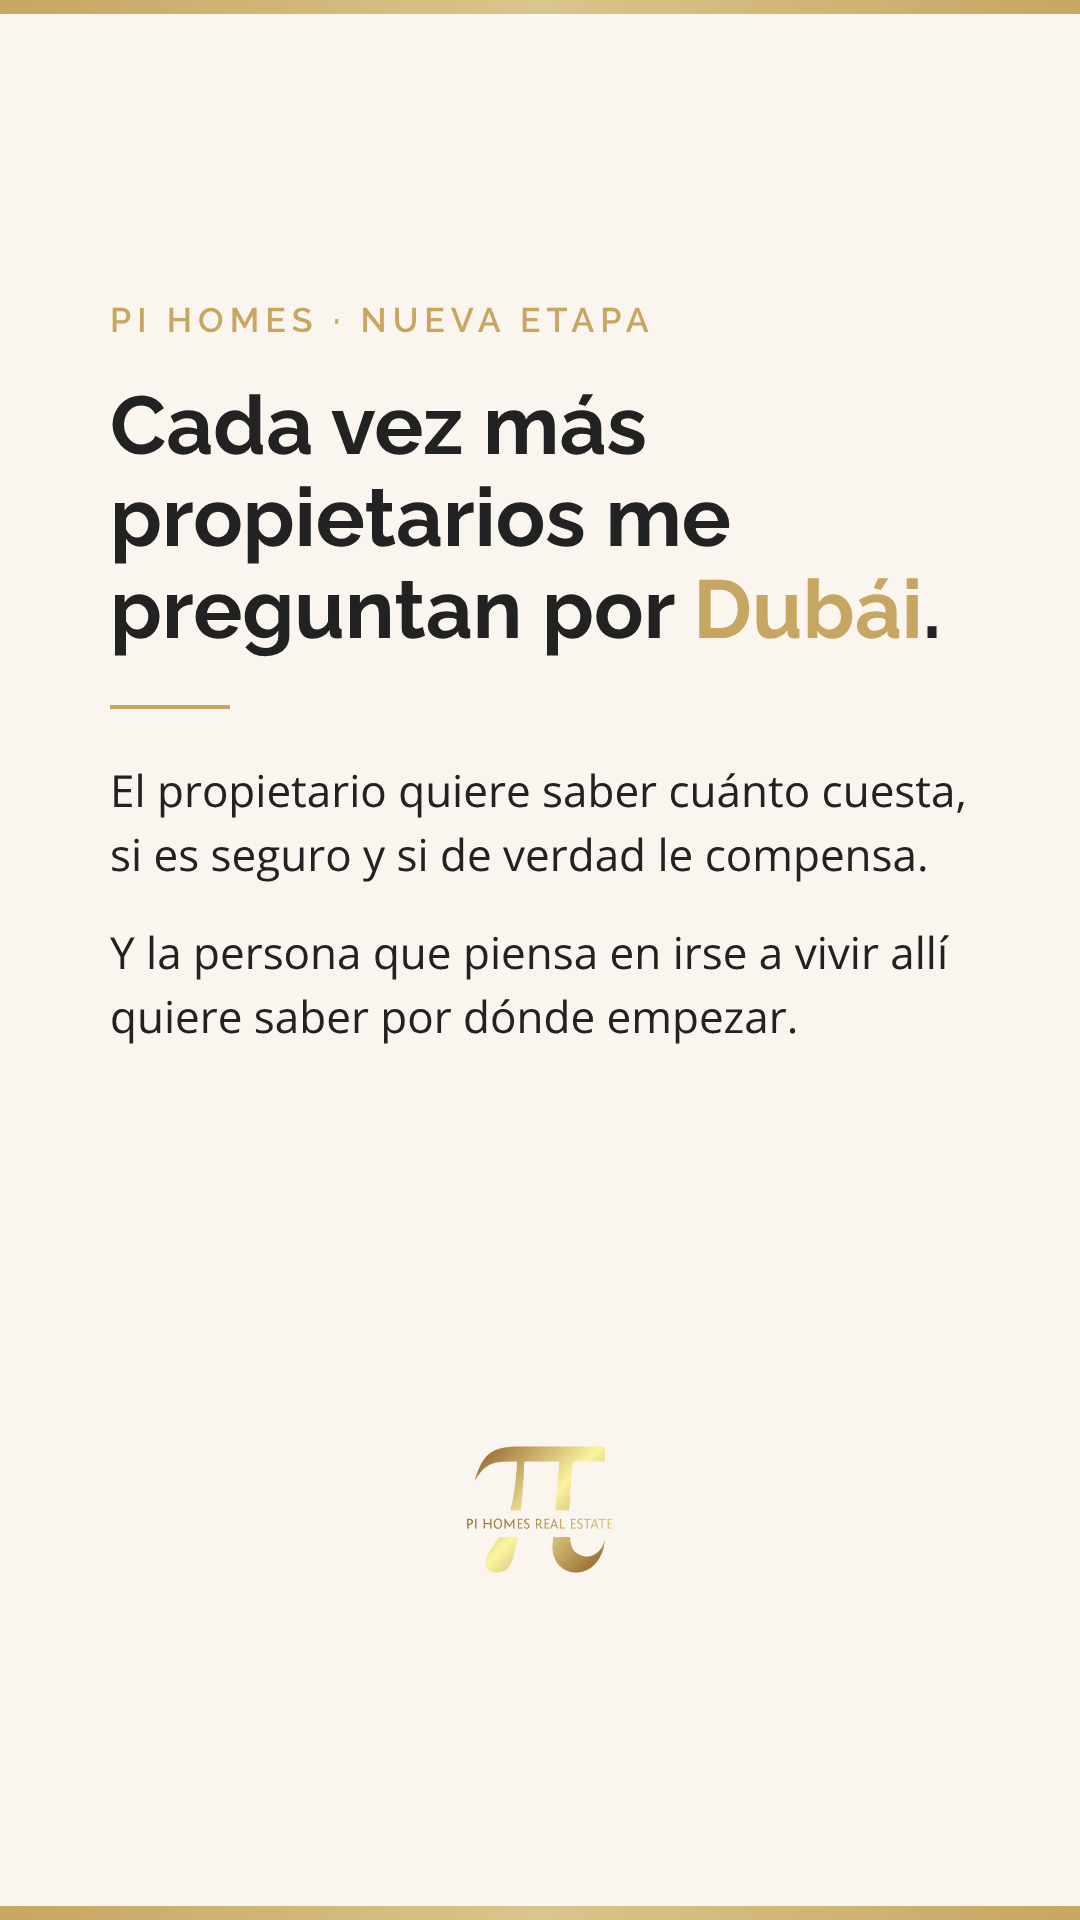 PI HOMES · NUEVA ETAPA
Cada vez más
propietarios me
preguntan por Dubái.
El propietario quiere saber cuánto cuesta,
si es seguro y si de verdad le compensa.
Y la persona que piensa en irse a vivir allí
quiere saber por dónde empezar.
PI HOMES REAL ESTATE